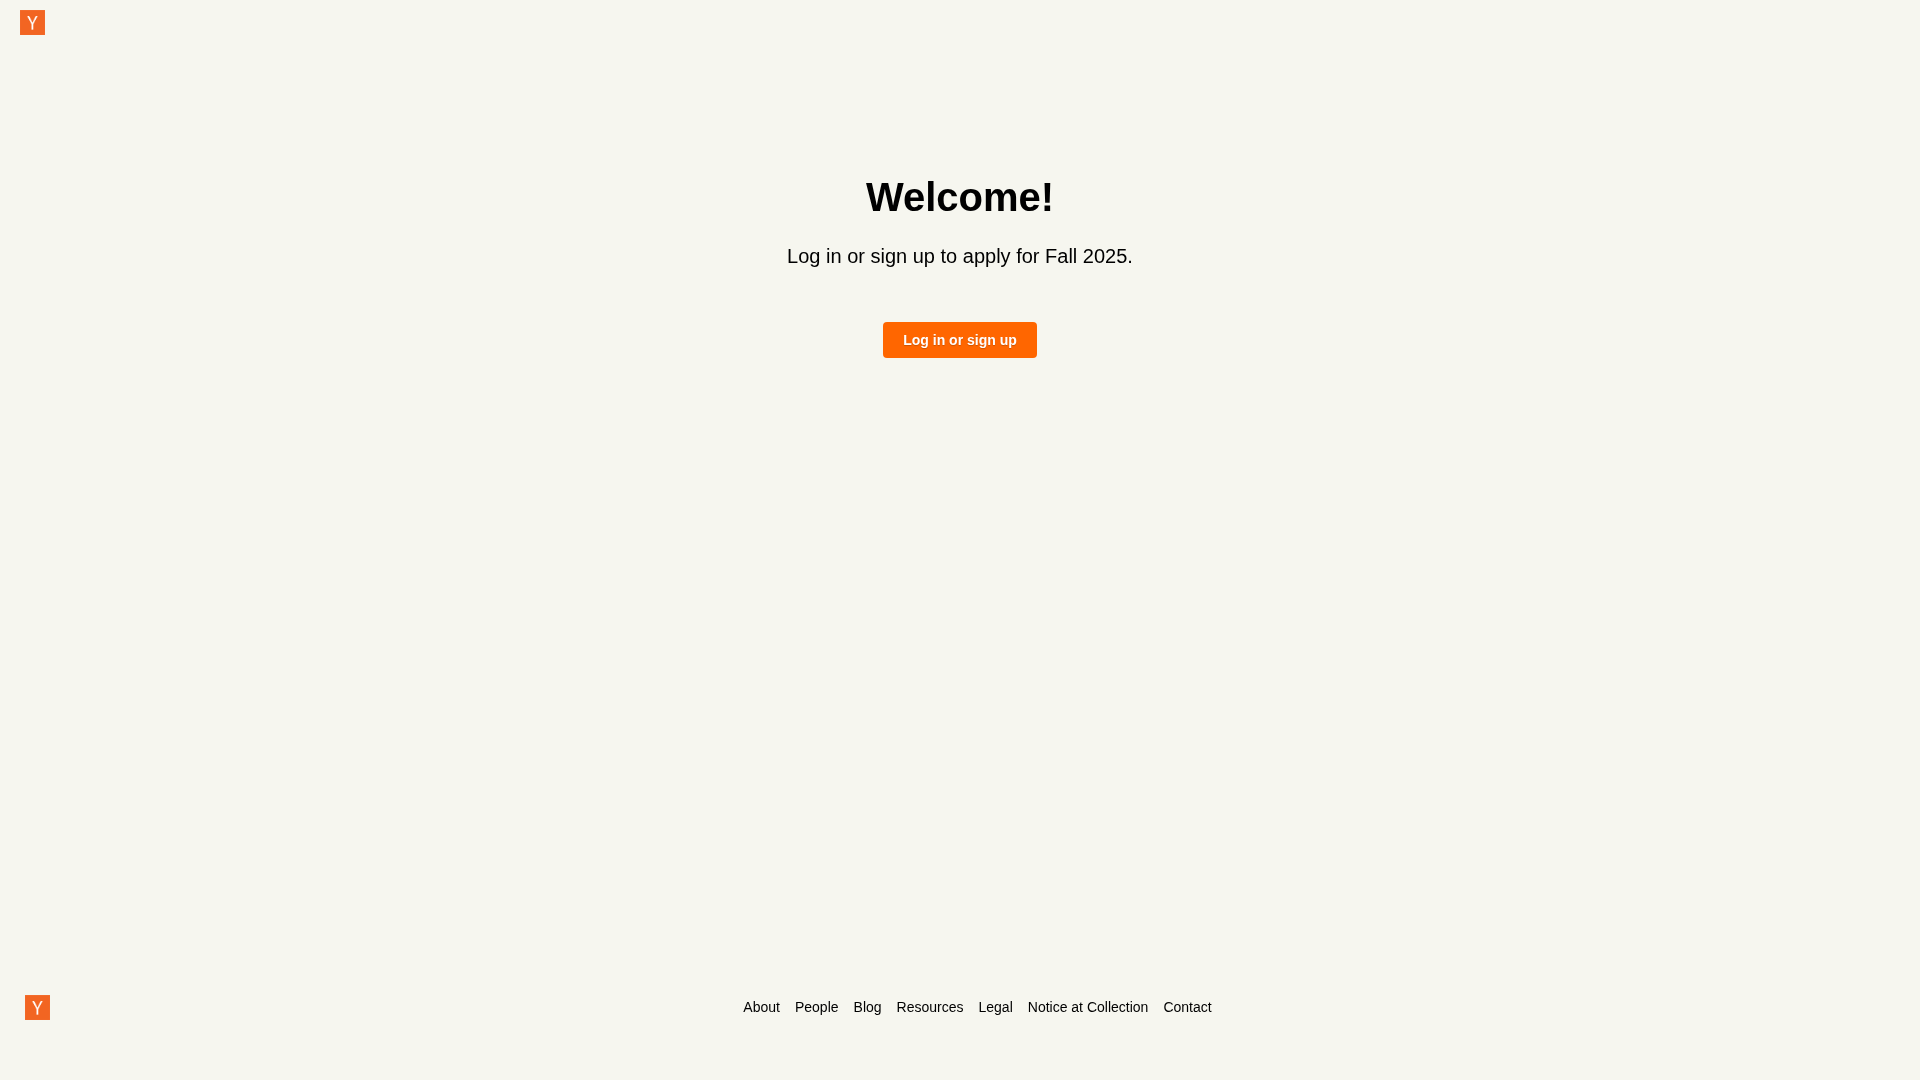 Y
Welcome!
Log in or sign up to apply for Fall 2025.
Log in or sign up
Y
About People Blog Resources Legal Notice at Collection Contact